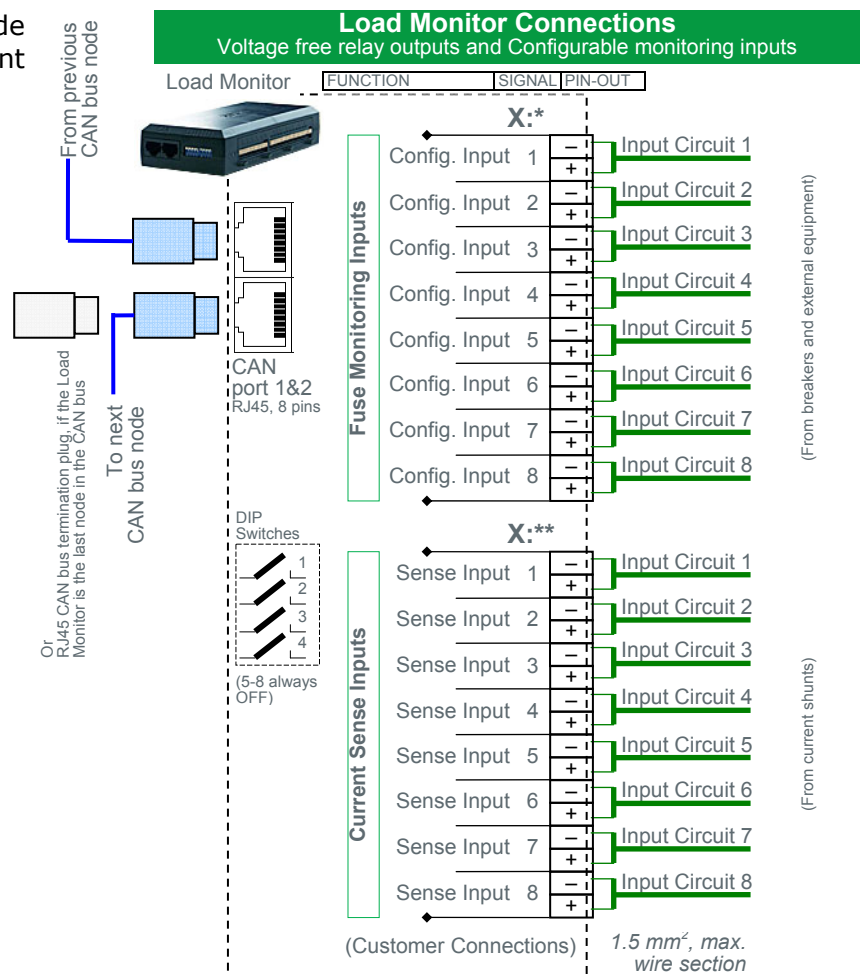 de
nt
Load Monitor Connections
Voltage free relay outputs and Configurable monitoring inputs
From previous
CAN bus node
Load Monitor
FUNCTION SIGNAL PIN-OUT
X:*
Fuse Monitoring Inputs
Config. Input 1 – + Input Circuit 1
Config. Input 2 – + Input Circuit 2
Config. Input 3 – + Input Circuit 3
Config. Input 4 – + Input Circuit 4
Config. Input 5 – + Input Circuit 5
Config. Input 6 – + Input Circuit 6
Config. Input 7 – + Input Circuit 7
Config. Input 8 – + Input Circuit 8
(From breakers and external equipment)
CAN
port 1&2
RJ45, 8 pins
To next
CAN bus node
Or
RJ45 CAN bus termination plug, if the Load
Monitor is the last node in the CAN bus
DIP
Switches
1
2
3
4
(5-8 always
OFF)
X:**
Current Sense Inputs
Sense Input 1 – + Input Circuit 1
Sense Input 2 – + Input Circuit 2
Sense Input 3 – + Input Circuit 3
Sense Input 4 – + Input Circuit 4
Sense Input 5 – + Input Circuit 5
Sense Input 6 – + Input Circuit 6
Sense Input 7 – + Input Circuit 7
Sense Input 8 – + Input Circuit 8
(From current shunts)
(Customer Connections)
1.5 mm², max.
wire section